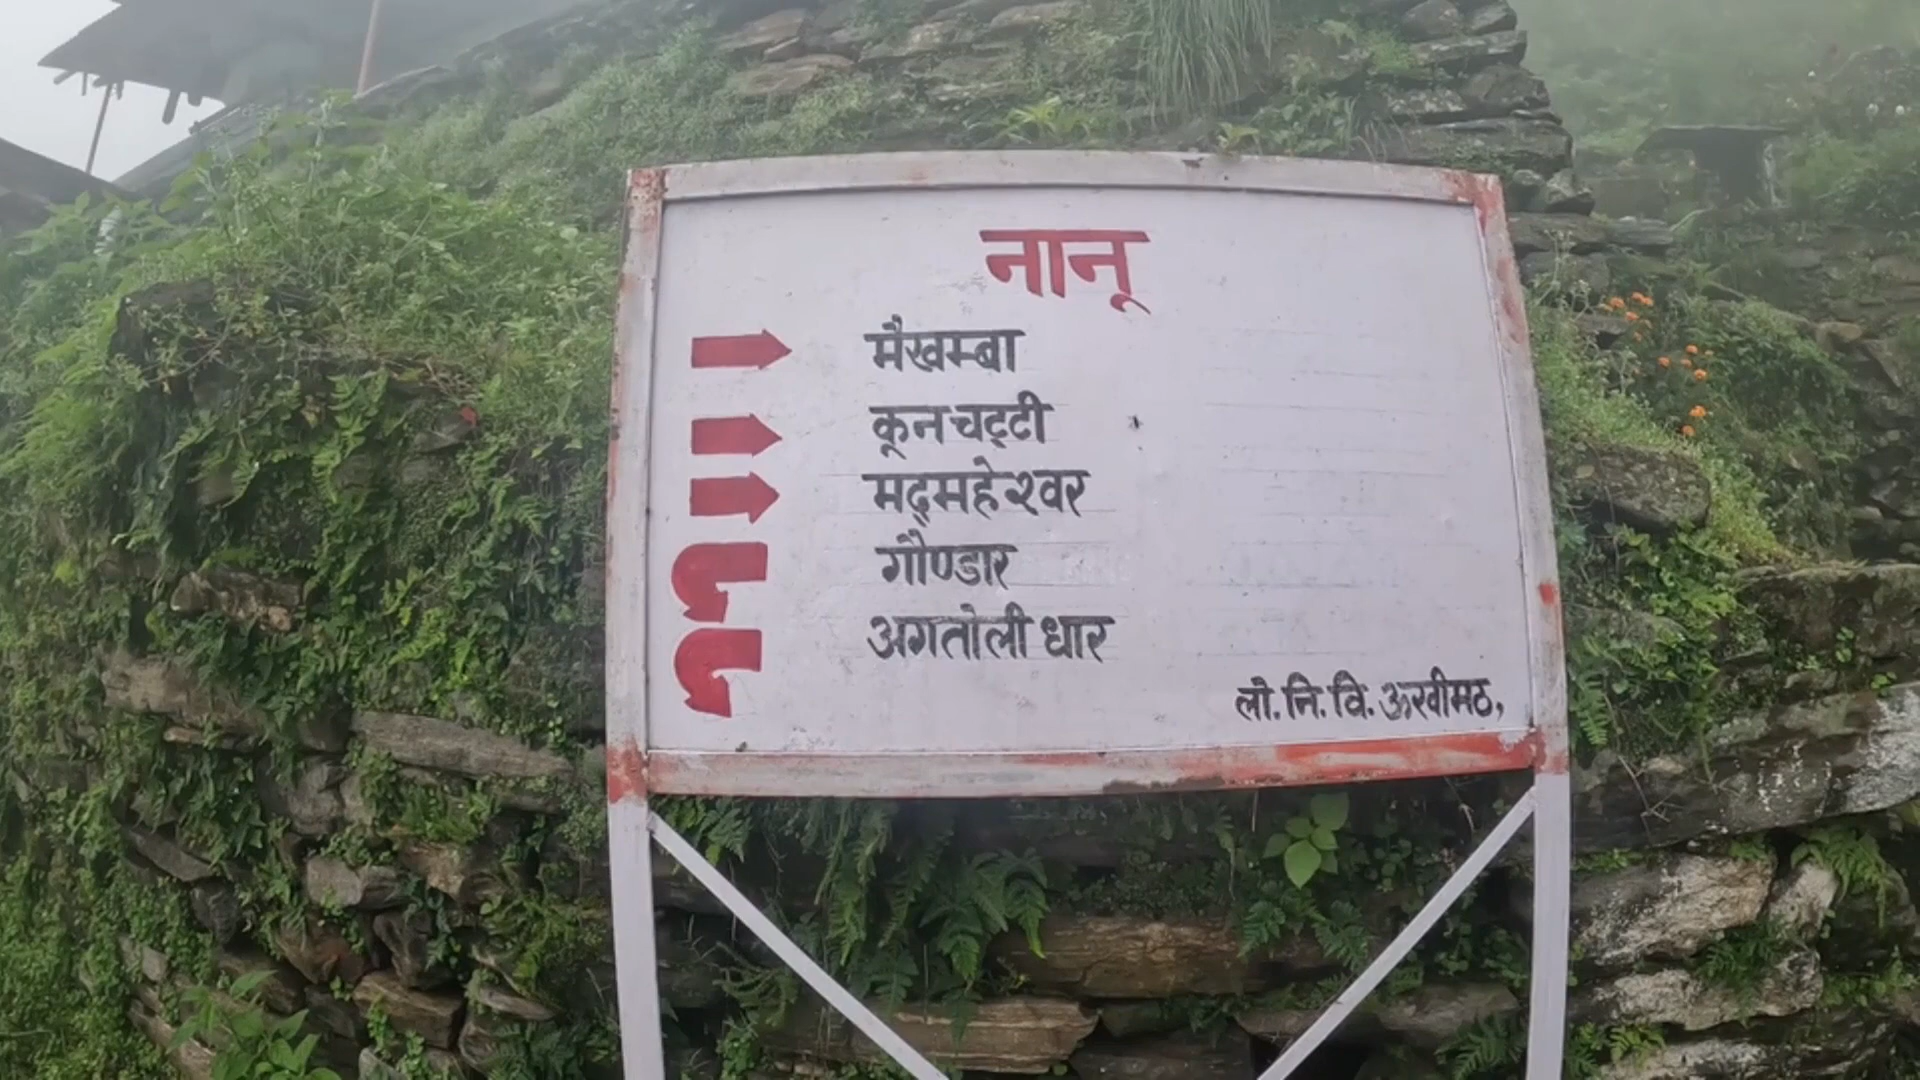 नानू
मैखम्बा
कूनचट्टी
मद्महेश्वर
गौण्डार
अगतोली धार
लो. नि. वि. ऊखीमठ,